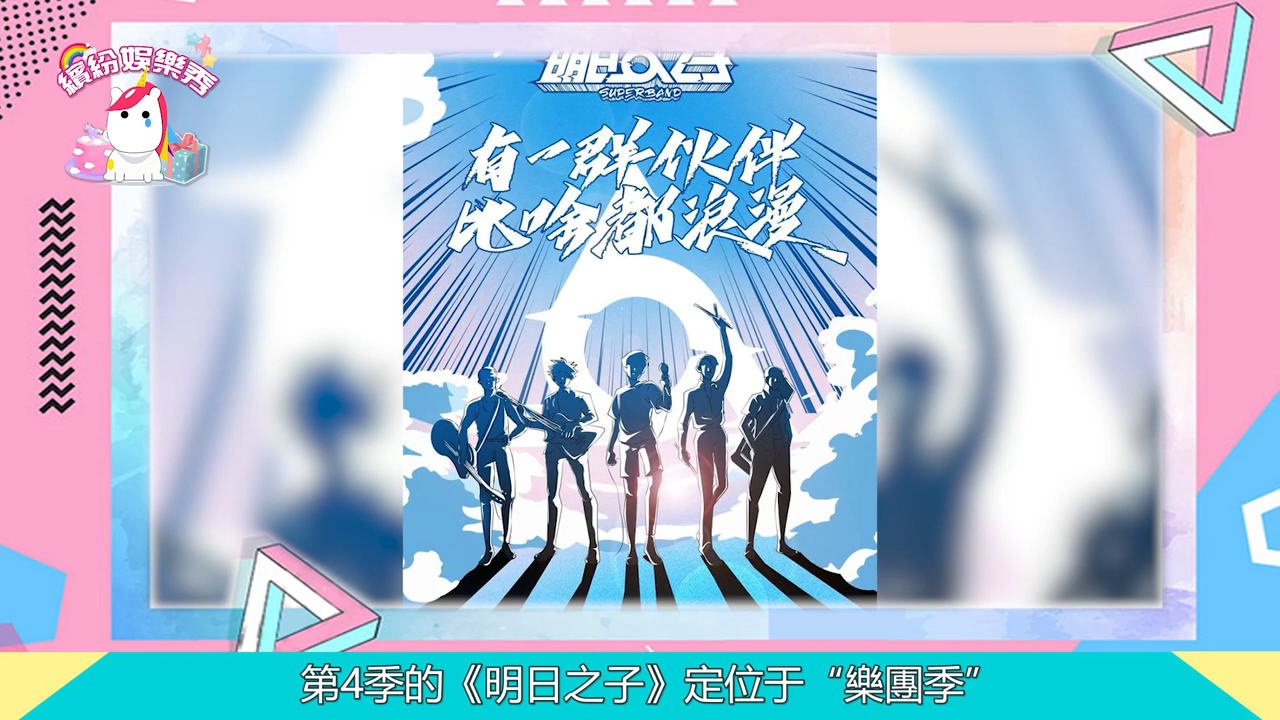 繽紛娛樂秀
明日之子
SUPERBAND
有一群伙伴
比啥都浪漫
第4季的《明日之子》定位于“樂團季”